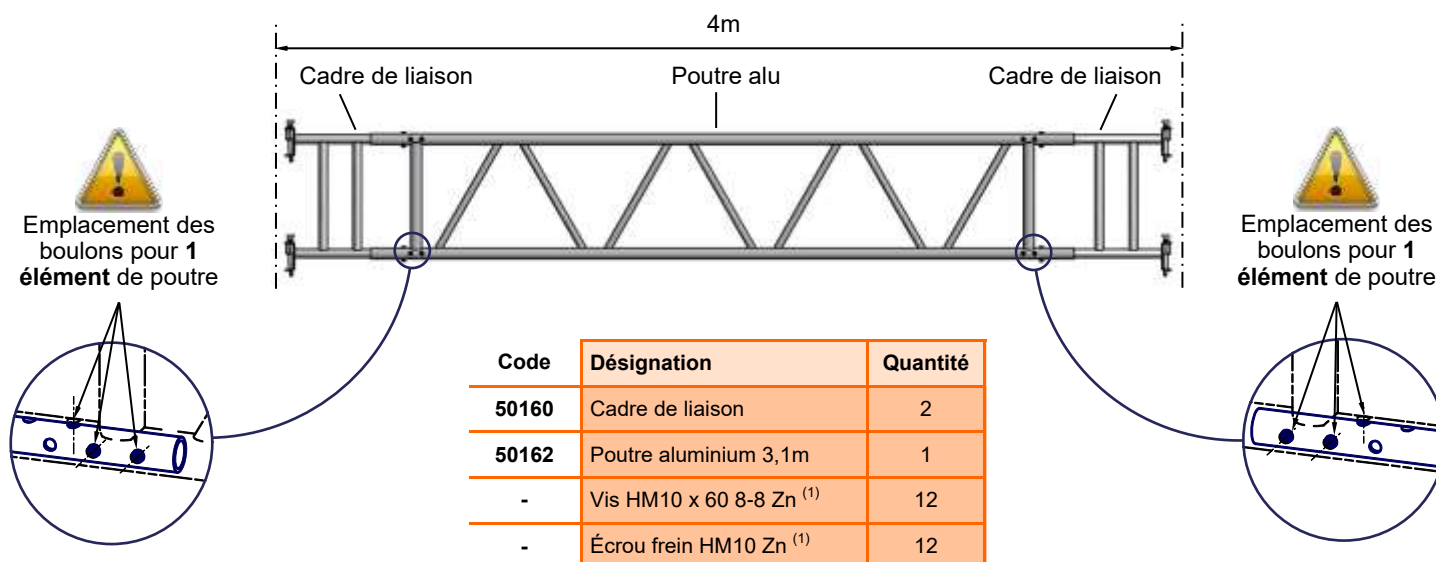 4m
Cadre de liaison
Poutre alu
Cadre de liaison
Emplacement des
boulons pour 1
élément de poutre
Emplacement des
boulons pour 1
élément de poutre
Code Désignation Quantité
50160 Cadre de liaison 2
50162 Poutre aluminium 3,1m 1
- Vis HM10 x 60 8-8 Zn (1) 12
- Écrou frein HM10 Zn (1) 12